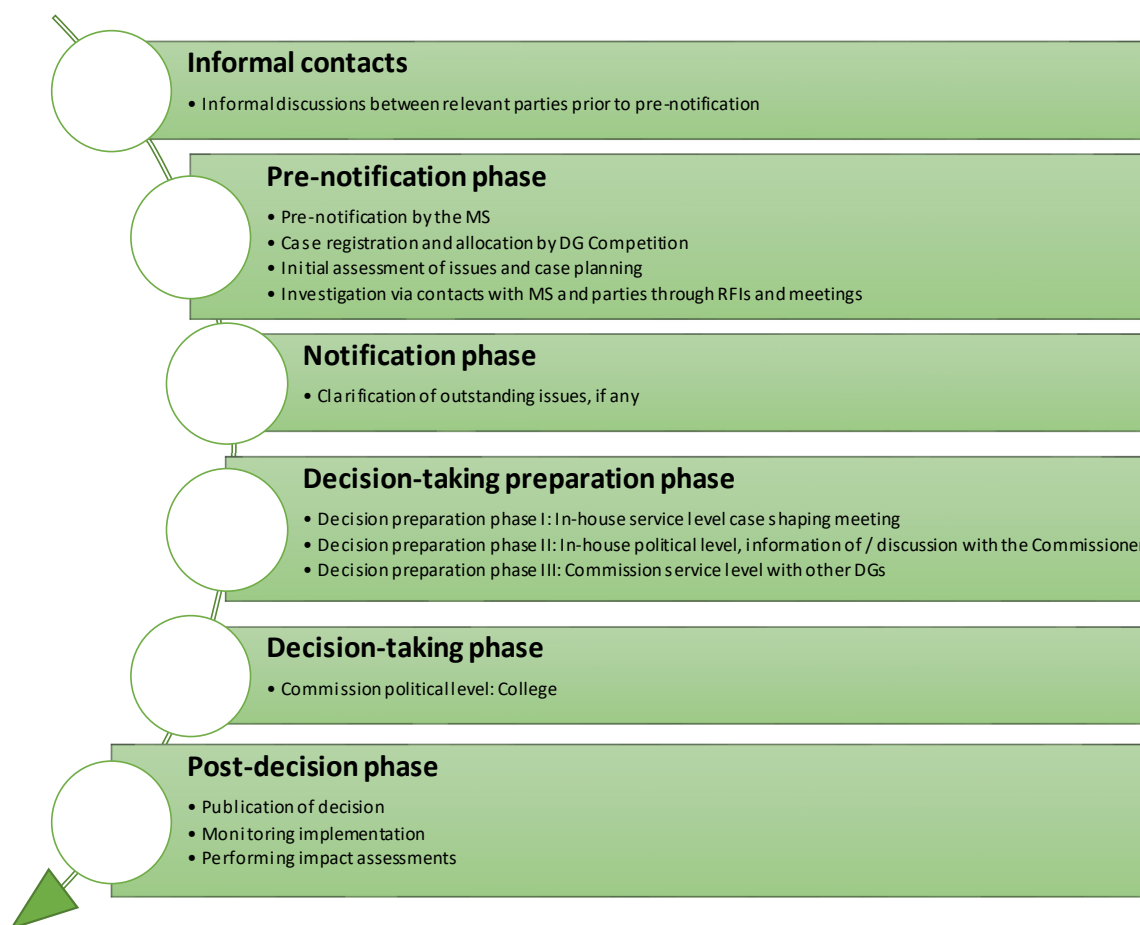 Informal contacts
• Informal discussions between relevant parties prior to pre-notification
Pre-notification phase
• Pre-notification by the MS
• Case registration and allocation by DG Competition
• Initial assessment of issues and case planning
• Investigation via contacts with MS and parties through RFIs and meetings
Notification phase
• Clarification of outstanding issues, if any
Decision-taking preparation phase
• Decision preparation phase I: In-house service level case shaping meeting
• Decision preparation phase II: In-house political level, information of / discussion with the Commissioner
• Decision preparation phase III: Commission service level with other DGs
Decision-taking phase
• Commission political level: College
Post-decision phase
• Publication of decision
• Monitoring implementation
• Performing impact assessments